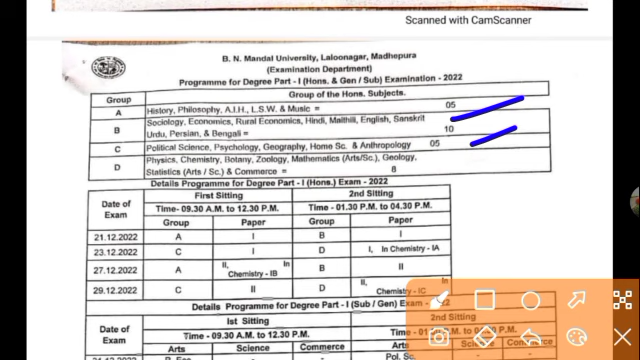 Scanned with CamScanner
B. N. Mandal University, Laloonagar, Madhepura
(Examination Department)
Programme for Degree Part - I (Hons. & Gen / Sub) Examination - 2022
Group Group of the Hons. Subjects.
A History, Philosophy, A.I.H., L.S.W. & Music = 05
B Sociology, Economics, Rural Economics, Hindi, Maithili, English, Sanskrit
Urdu, Persian, & Bengali = 10
C Political Science, Psychology, Geography, Home Sc. & Anthropology 05
D Physics, Chemistry, Botany, Zoology, Mathematics (Arts/Sc), Geology,
Statistics (Arts / Sc.) & Commerce = 8
Details Programme for Degree Part - I (Hons.) Exam - 2022
Date of Exam First Sitting 2nd Sitting
Time- 09.30 A.M. to 12.30 P.M. Time - 01.30 P.M. to 04.30 P.M.
Group Paper Group Paper
21.12.2022 A I B I
23.12.2022 C I D I, In Chemistry - IA
27.12.2022 A II, In Chemistry - IB B II
29.12.2022 C II D II, In Chemistry - IC
Details Programme for Degree Part - I (Sub / Gen) Exam - 2022
Date of Exam Ist Sitting 2nd Sitting
Time - 09.30 AM. to 12.30 P.M. Time -
Arts Science Commerce Arts Science Commerce
Pol. Sc.